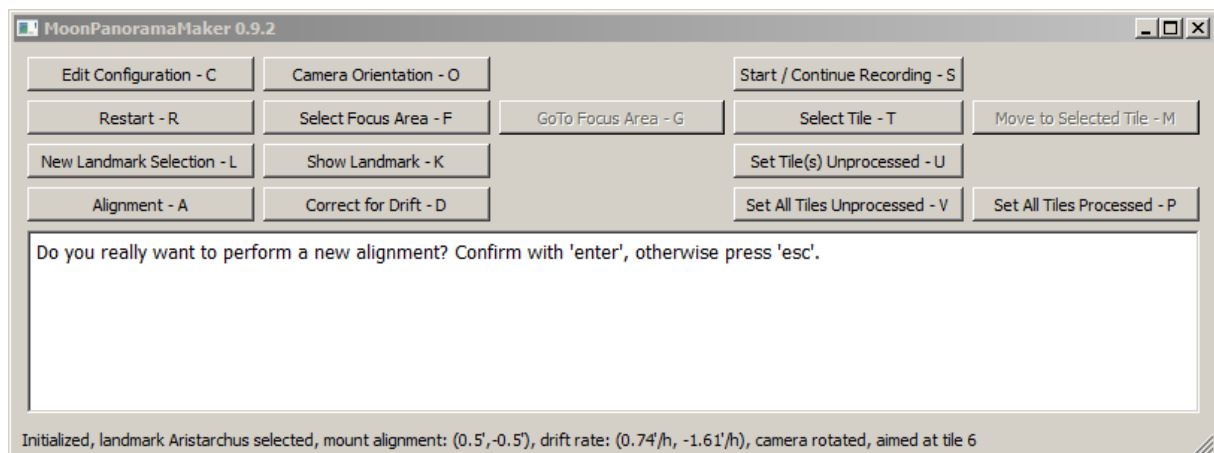 MoonPanoramaMaker 0.9.2
Edit Configuration - C
Camera Orientation - O
Start / Continue Recording - S
Restart - R
Select Focus Area - F
GoTo Focus Area - G
Select Tile - T
Move to Selected Tile - M
New Landmark Selection - L
Show Landmark - K
Set Tile(s) Unprocessed - U
Alignment - A
Correct for Drift - D
Set All Tiles Unprocessed - V
Set All Tiles Processed - P
Do you really want to perform a new alignment? Confirm with 'enter', otherwise press 'esc'.
Initialized, landmark Aristarchus selected, mount alignment: (0.5',-0.5'), drift rate: (0.74'/h, -1.61'/h), camera rotated, aimed at tile 6